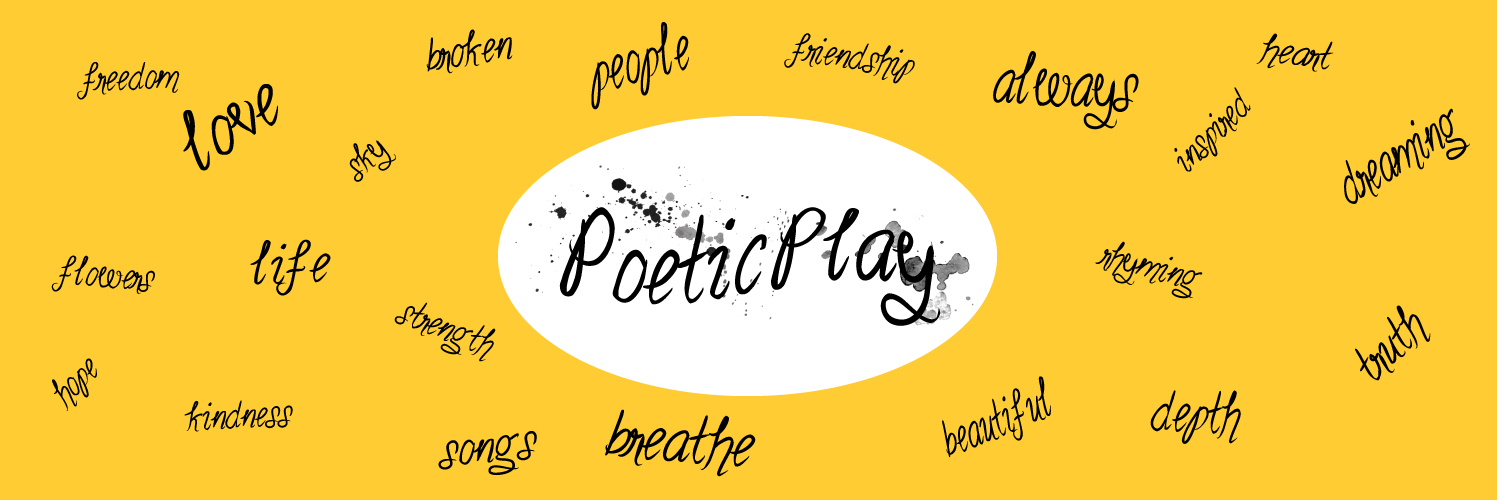 freedom
love
sky
broken
people
friendship
always
heart
inspired
dreaming
flowers
life
strength
PoeticPlay
rhyming
truth
hope
kindness
songs
breathe
beautiful
depth